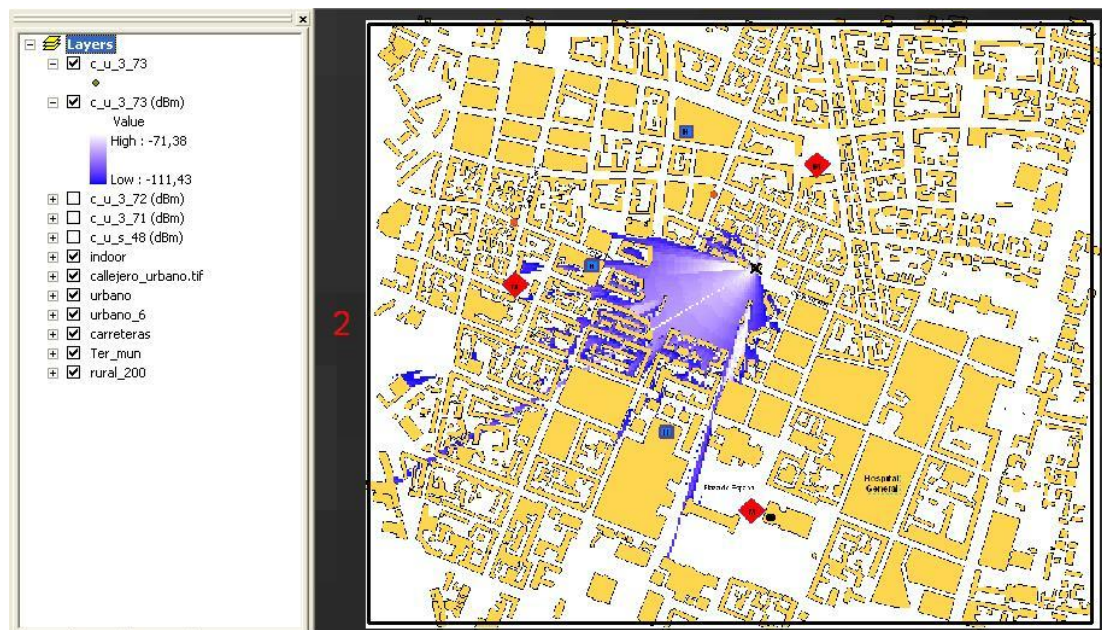 Layers
c_u_3_73
c_u_3_73 (dBm)
Value
High : -71,38
Low : -111,43
c_u_3_72 (dBm)
c_u_3_71 (dBm)
c_u_s_48 (dBm)
indoor
callejero_urbano.tif
urbano
urbano_6
carreteras
Ter_mun
rural_200
2
Hospital
General